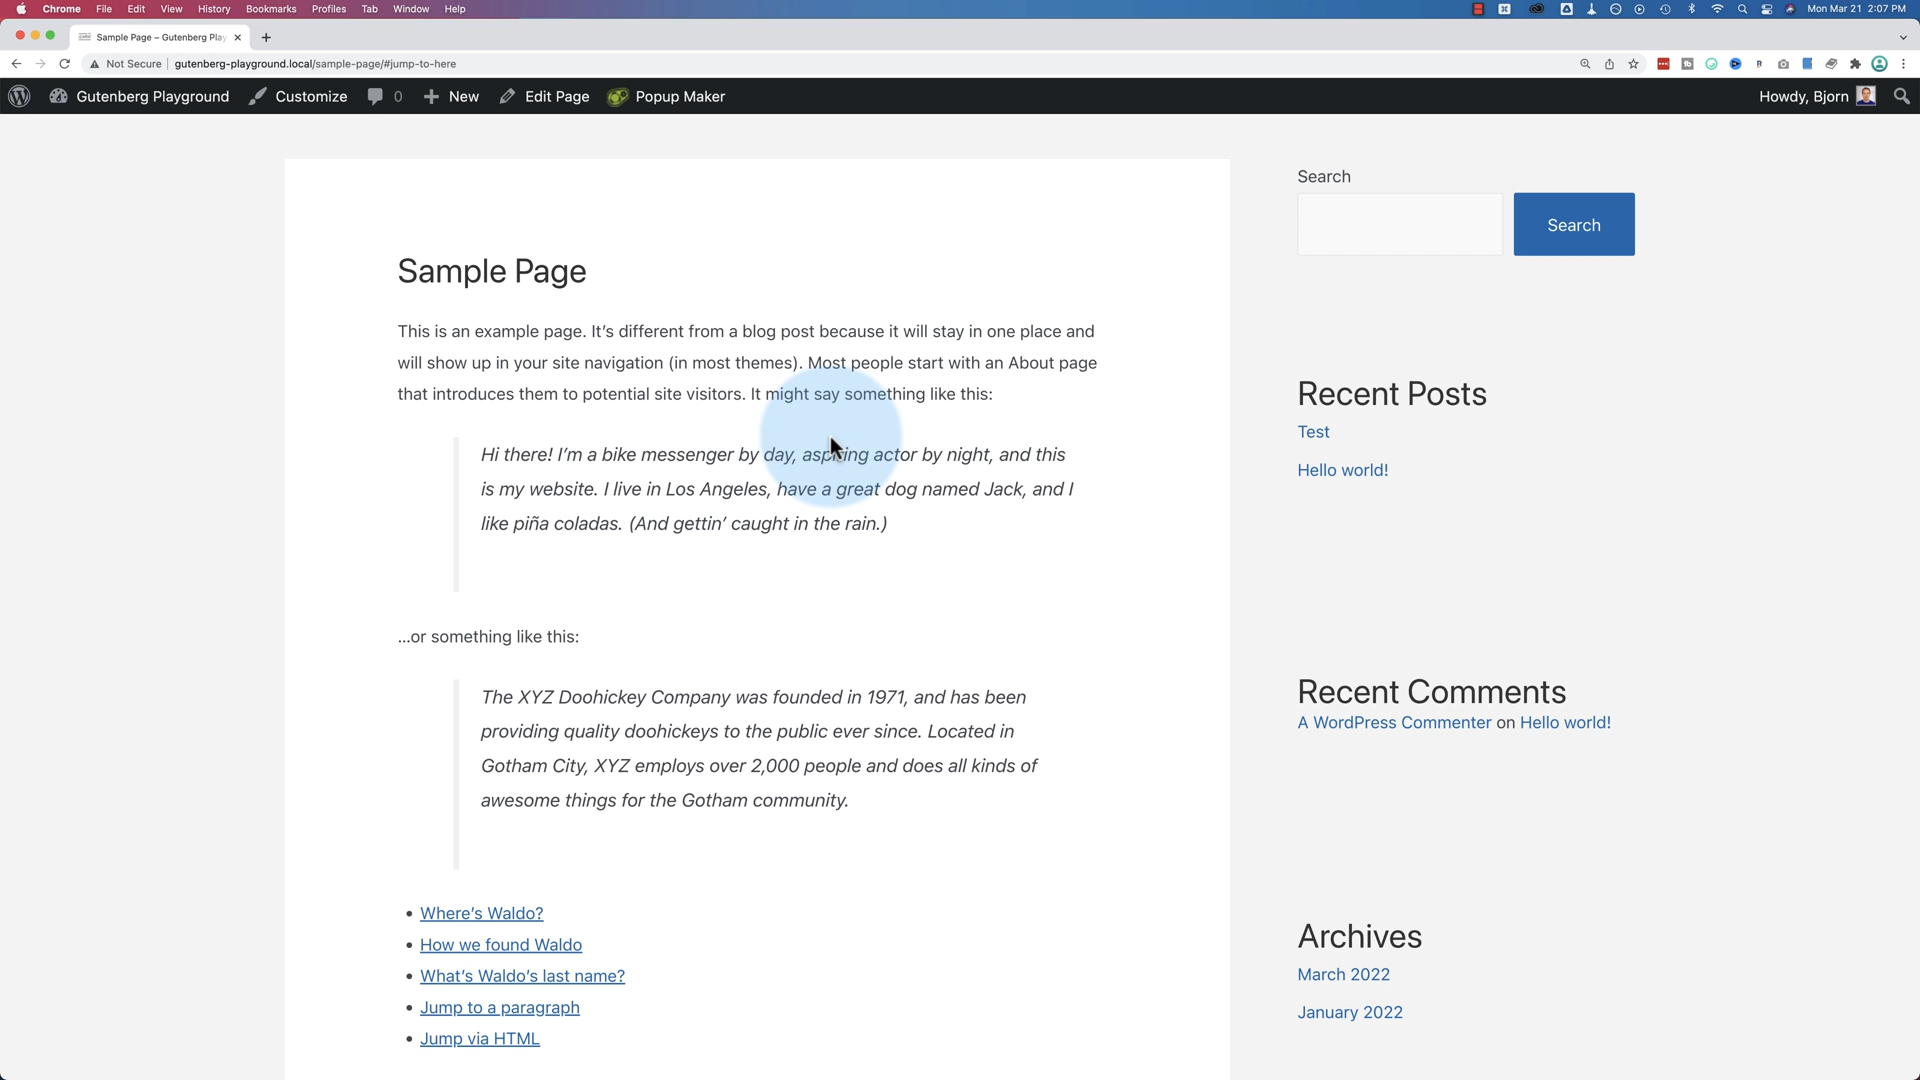 Chrome File Edit View History Bookmarks Profiles Tab Window Help
Mon Mar 21 2:07 PM
Sample Page – Gutenberg Play
Not Secure gutenberg-playground.local/sample-page/#jump-to-here
Gutenberg Playground Customize 0 New Edit Page Popup Maker
Howdy, Bjorn
Sample Page
This is an example page. It’s different from a blog post because it will stay in one place and
will show up in your site navigation (in most themes). Most people start with an About page
that introduces them to potential site visitors. It might say something like this:
Hi there! I’m a bike messenger by day, aspiring actor by night, and this
is my website. I live in Los Angeles, have a great dog named Jack, and I
like piña coladas. (And gettin’ caught in the rain.)
…or something like this:
The XYZ Doohickey Company was founded in 1971, and has been
providing quality doohickeys to the public ever since. Located in
Gotham City, XYZ employs over 2,000 people and does all kinds of
awesome things for the Gotham community.
Where’s Waldo?
How we found Waldo
What’s Waldo’s last name?
Jump to a paragraph
Jump via HTML
Search
Search
Recent Posts
Test
Hello world!
Recent Comments
A WordPress Commenter on Hello world!
Archives
March 2022
January 2022